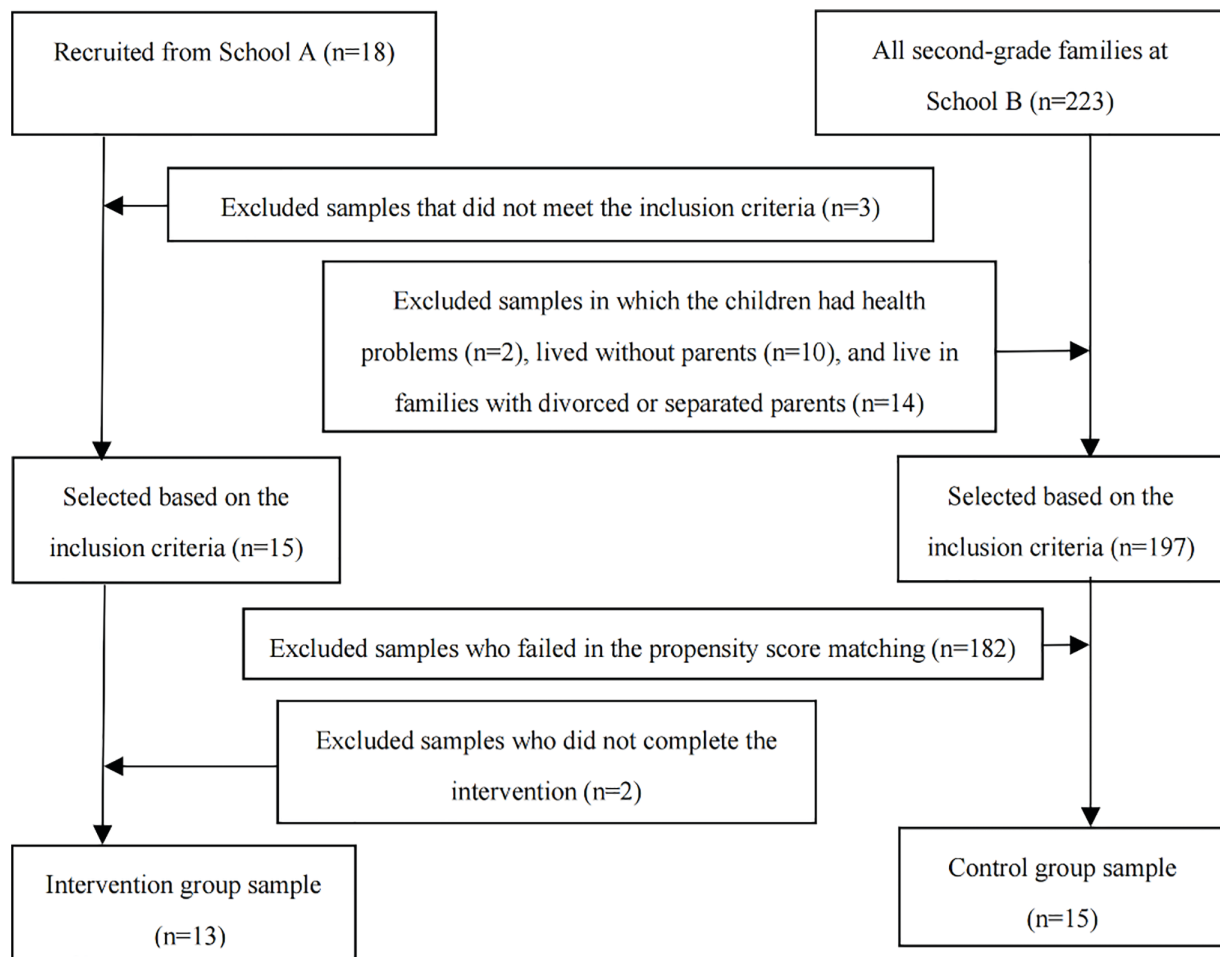 Recruited from School A (n=18)
All second-grade families at
School B (n=223)
Excluded samples that did not meet the inclusion criteria (n=3)
Excluded samples in which the children had health
problems (n=2), lived without parents (n=10), and live in
families with divorced or separated parents (n=14)
Selected based on the
inclusion criteria (n=15)
Selected based on the
inclusion criteria (n=197)
Excluded samples who failed in the propensity score matching (n=182)
Excluded samples who did not complete the
intervention (n=2)
Intervention group sample
(n=13)
Control group sample
(n=15)